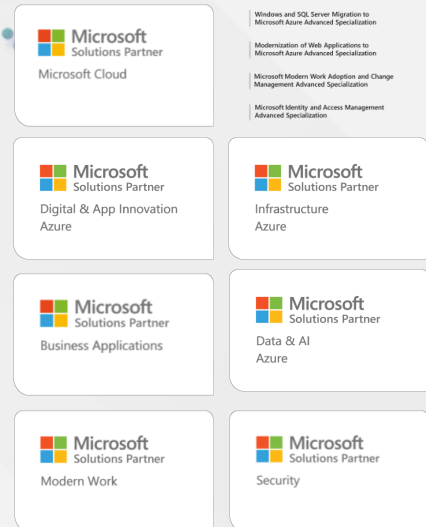 Microsoft
Solutions Partner
Microsoft Cloud
Windows and SQL Server Migration to
Microsoft Azure Advanced Specialization
Modernization of Web Applications to
Microsoft Azure Advanced Specialization
Microsoft Modern Work Adoption and Change
Management Advanced Specialization
Microsoft Identity and Access Management
Advanced Specialization
Microsoft
Solutions Partner
Digital & App Innovation
Azure
Microsoft
Solutions Partner
Infrastructure
Azure
Microsoft
Solutions Partner
Business Applications
Microsoft
Solutions Partner
Data & AI
Azure
Microsoft
Solutions Partner
Modern Work
Microsoft
Solutions Partner
Security